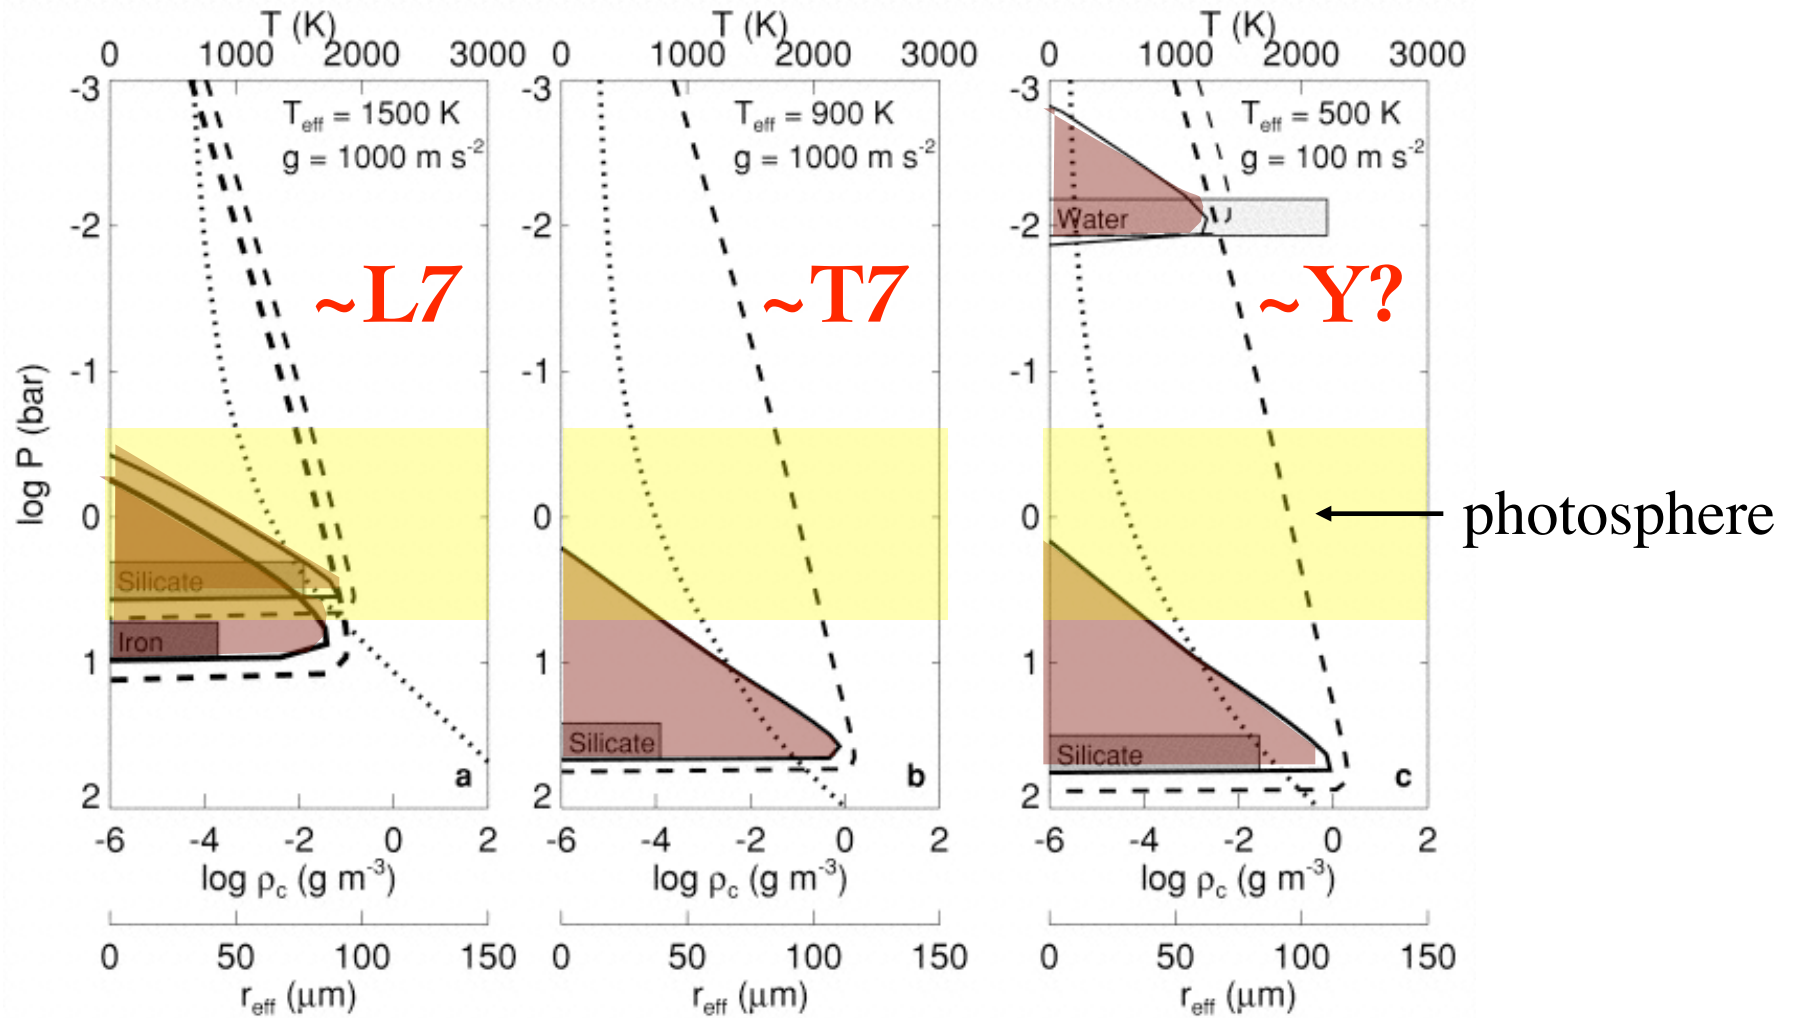 T (K) T (K) T (K)
0 1000 2000 3000 0 1000 2000 3000 0 1000 2000 3000
-3 -3 -3
T_eff = 1500 K T_eff = 900 K T_eff = 500 K
g = 1000 m s^-2 g = 1000 m s^-2 g = 100 m s^-2
-2 -2 -2 Water
~L7 ~T7 ~Y?
-1 -1 -1
log P (bar)
0 0 0 photosphere
Silicate
Iron
1 1 1
Silicate Silicate
a b c
2 2 2
-6 -4 -2 0 2 -6 -4 -2 0 2 -6 -4 -2 0 2
log ρ_c (g m^-3) log ρ_c (g m^-3) log ρ_c (g m^-3)
0 50 100 150 0 50 100 150 0 50 100 150
r_eff (μm) r_eff (μm) r_eff (μm)